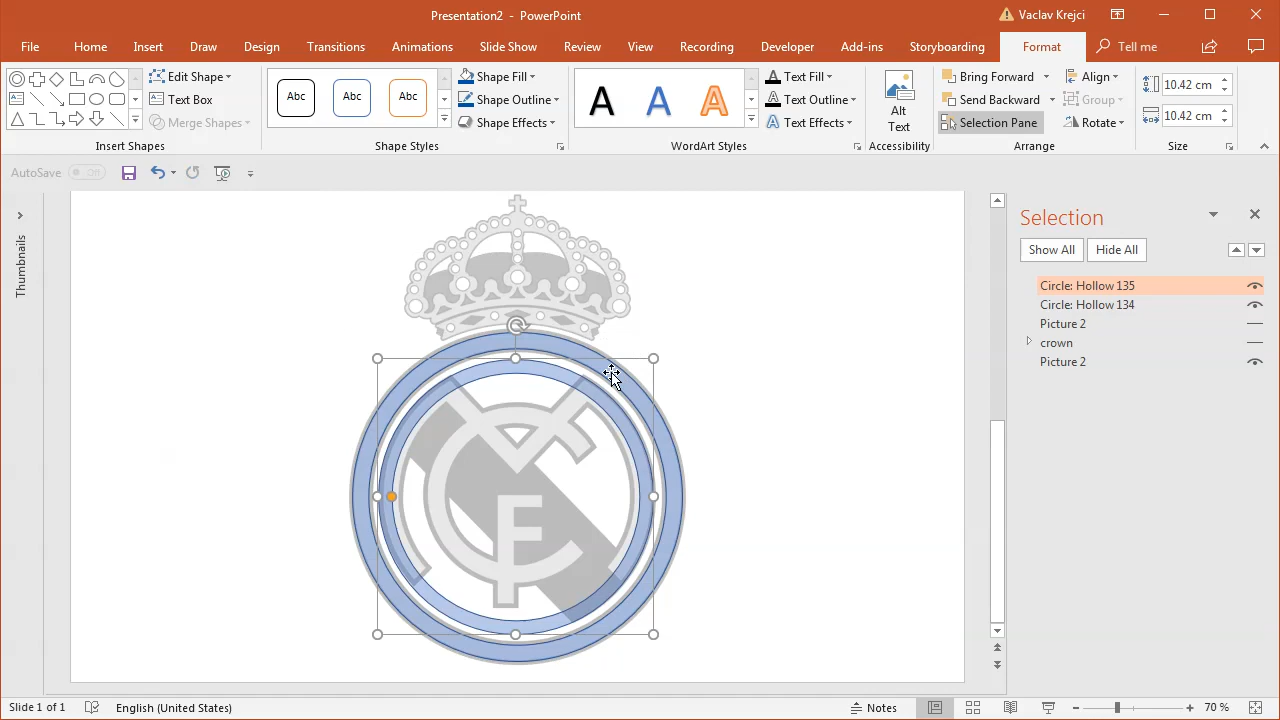 Presentation2 - PowerPoint
Vaclav Krejci
File Home Insert Draw Design Transitions Animations Slide Show Review View Recording Developer Add-ins Storyboarding Format Tell me
Edit Shape
Text Box
Merge Shapes
Insert Shapes
Abc Abc Abc
Shape Fill
Shape Outline
Shape Effects
Shape Styles
A A A
Text Fill
Text Outline
Text Effects
WordArt Styles
Alt
Text
Accessibility
Bring Forward
Send Backward
Selection Pane
Align
Group
Rotate
Arrange
10.42 cm
10.42 cm
Size
AutoSave Off
Thumbnails
Selection
Show All Hide All
Circle: Hollow 135
Circle: Hollow 134
Picture 2
crown
Picture 2
Slide 1 of 1 English (United States) Notes 70 %